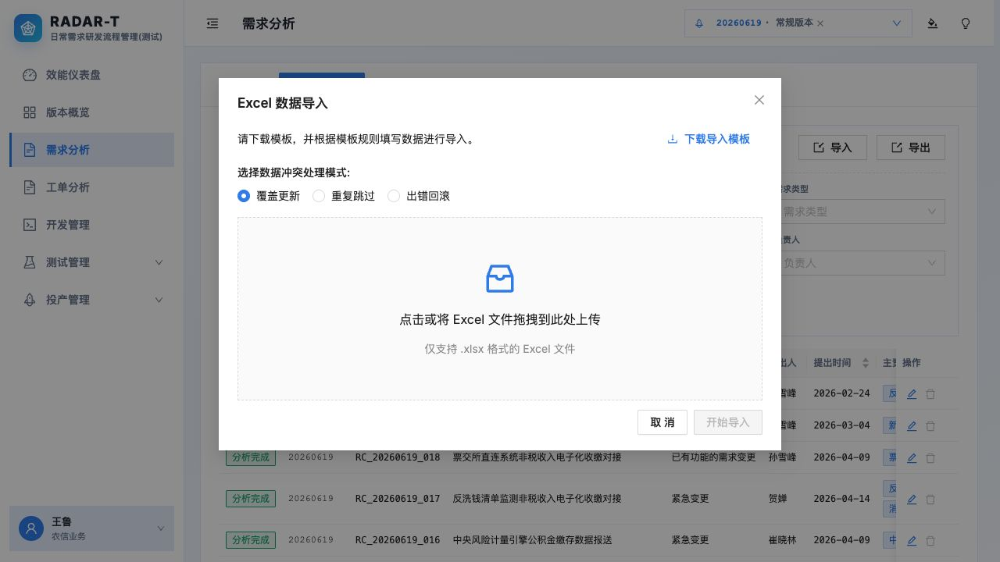 RADAR-T
日常需求研发流程管理(测试)
需求分析
20260619 · 常规版本
效能仪表盘
版本概览
需求分析
工单分析
开发管理
测试管理
投产管理
王鲁
农信业务
Excel 数据导入
请下载模板，并根据模板规则填写数据进行导入。
下载导入模板
选择数据冲突处理模式:
覆盖更新 重复跳过 出错回滚
点击或将 Excel 文件拖拽到此处上传
仅支持 .xlsx 格式的 Excel 文件
取 消 开始导入
导入 导出
求类型
需求类型
责人
负责人
出人 提出时间 主 操作
雪峰 2026-02-24 反
雪峰 2026-03-04 新
分析完成 20260619 RC_20260619_018 票交所直连系统非税收入电子化收缴对接 已有功能的需求变更 孙雪峰 2026-04-09 票
分析完成 20260619 RC_20260619_017 反洗钱清单监测非税收入电子化收缴对接 紧急变更 贺婵 2026-04-14 反
消
分析完成 20260619 RC_20260619_016 中央风险计量引擎公积金缴存数据报送 紧急变更 崔晓林 2026-04-09 中